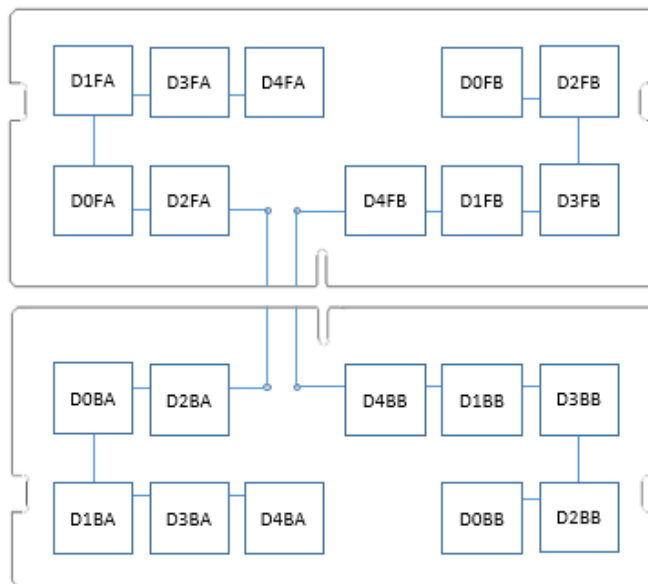 D1FA D3FA D4FA D0FB D2FB
D0FA D2FA D4FB D1FB D3FB
D0BA D2BA D4BB D1BB D3BB
D1BA D3BA D4BA D0BB D2BB